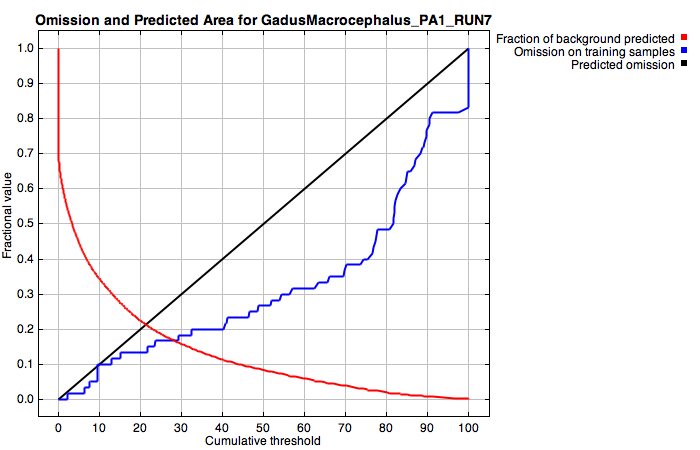 Omission and Predicted Area for GadusMacrocephalus_PA1_RUN7
Fraction of background predicted
Omission on training samples
Predicted omission
1.0
0.9
0.8
0.7
0.6
0.5
0.4
0.3
0.2
0.1
0.0
Fractional value
0 10 20 30 40 50 60 70 80 90 100
Cumulative threshold